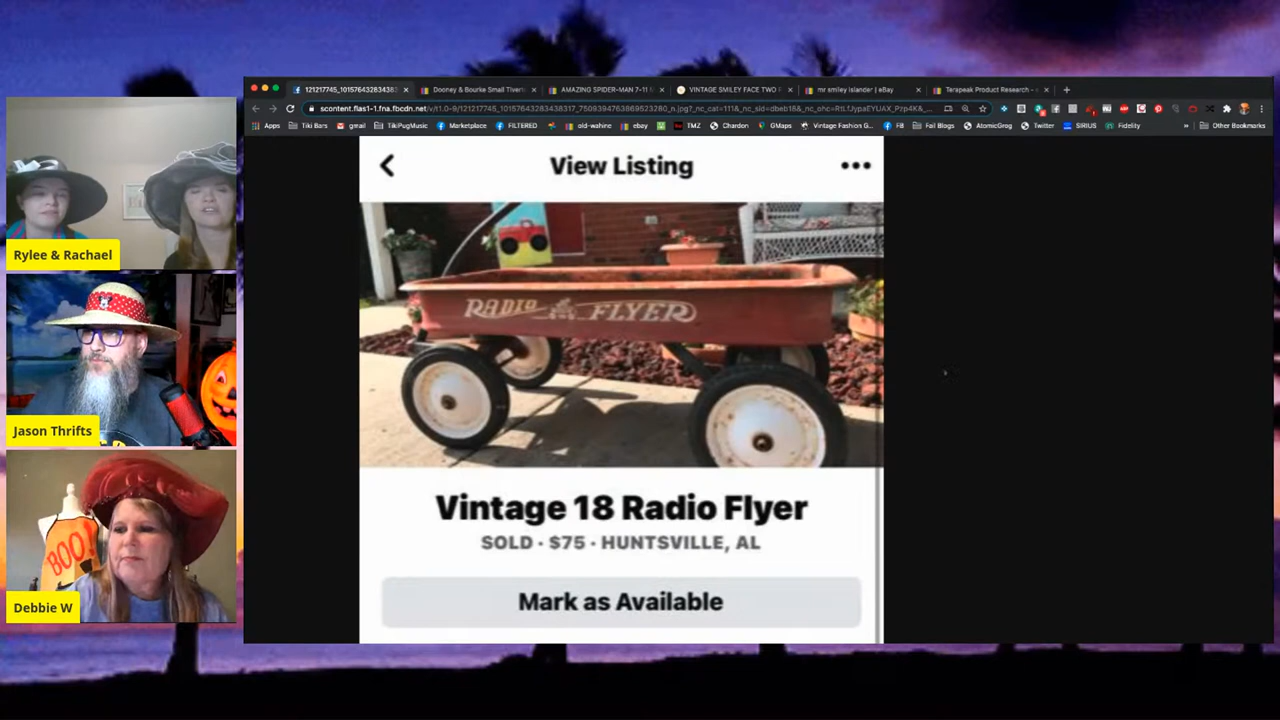 121217745_10157643283438
Dooney & Bourke Small
AMAZING SPIDER-MAN 7-11
VINTAGE SMILEY FACE TWO
mr smiley islander | eBay
Terapeak Product Research -
Apps
Tiki Bars
gmail
TikiPugMusic
Marketplace
FILTERED
old-wahine
ebay
TMZ
Chardon
GMaps
Vintage Fashion G...
FB
Fail Blogs
AtomicGrog
Twitter
SIRIUS
Fidelity
Other Bookmarks
View Listing
RADIO FLYER
Vintage 18 Radio Flyer
SOLD · $75 · HUNTSVILLE, AL
Mark as Available
Rylee & Rachael
Jason Thrifts
BOO!
Debbie W